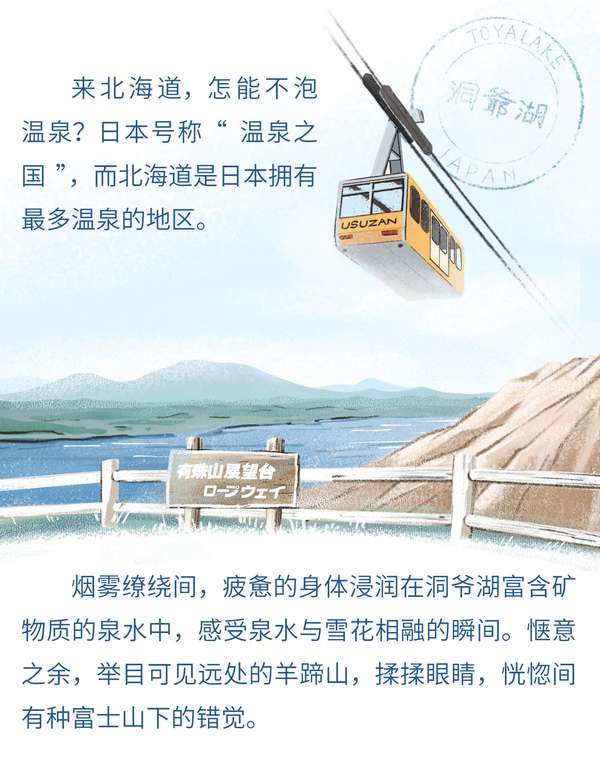 TOYALAKE
洞爺湖
JAPAN
来北海道，怎能不泡
温泉？日本号称“温泉之
国”，而北海道是日本拥有
最多温泉的地区。
USUZAN
有珠山展望台
ロープウェイ
烟雾缭绕间，疲惫的身体浸润在洞爷湖富含矿
物质的泉水中，感受泉水与雪花相融的瞬间。惬意
之余，举目可见远处的羊蹄山，揉揉眼睛，恍惚间
有种富士山下的错觉。